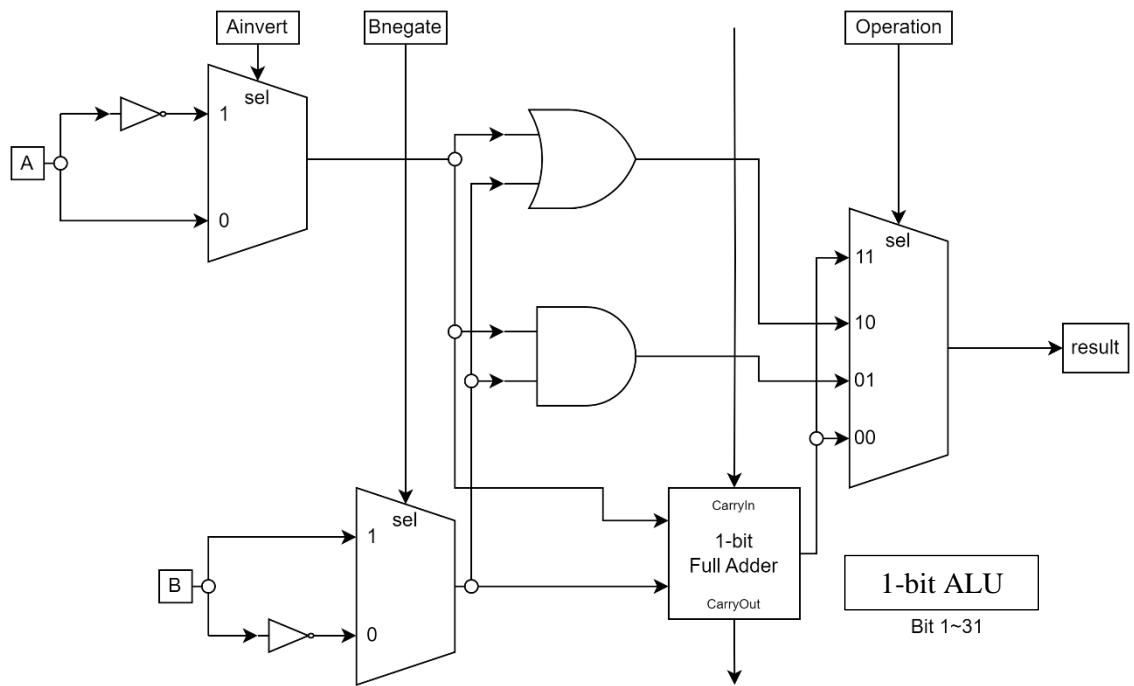 Ainvert
Bnegate
Operation
sel
1
A
0
sel
11
10
result
01
00
sel
CarryIn
1
1-bit
Full Adder
B
1-bit ALU
CarryOut
0
Bit 1~31